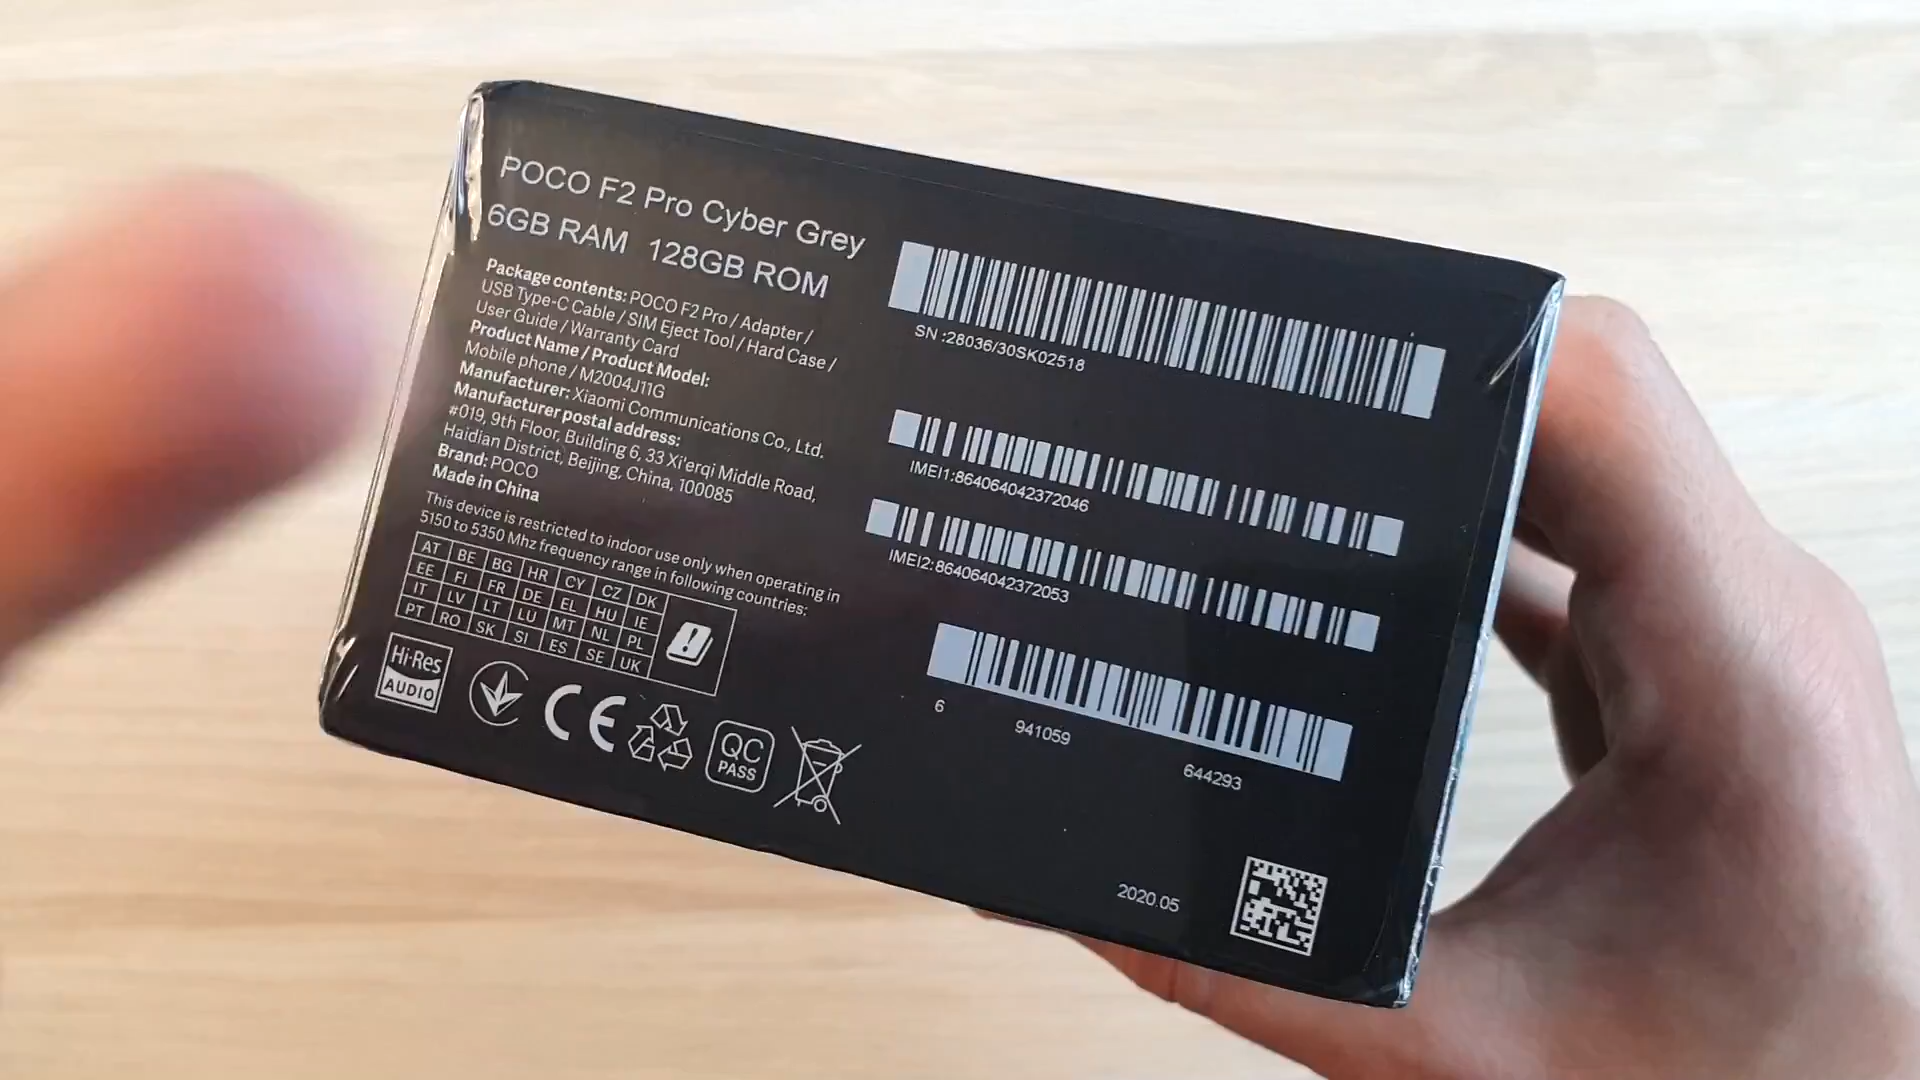 POCO F2 Pro Cyber Grey
6GB RAM 128GB ROM
Package contents: POCO F2 Pro / Adapter /
USB Type-C Cable / SIM Eject Tool / Hard Case /
User Guide / Warranty Card
Product Name / Product Model:
Mobile phone / M2004J11G
Manufacturer: Xiaomi Communications Co., Ltd.
Manufacturer postal address:
#019, 9th Floor, Building 6, 33 Xi'erqi Middle Road,
Haidian District, Beijing, China, 100085
Brand: POCO
Made in China
This device is restricted to indoor use only when operating in
5150 to 5350 Mhz frequency range in following countries:
AT BE BG HR CY CZ DK
EE FI FR DE EL HU IE
IT LV LT LU MT NL PL
PT RO SK SI ES SE UK
Hi-Res
AUDIO
CE
QC
PASS
SN :28036/30SK02518
IMEI1:864064042372046
IMEI2:864064042372053
6 941059 644293
2020.05